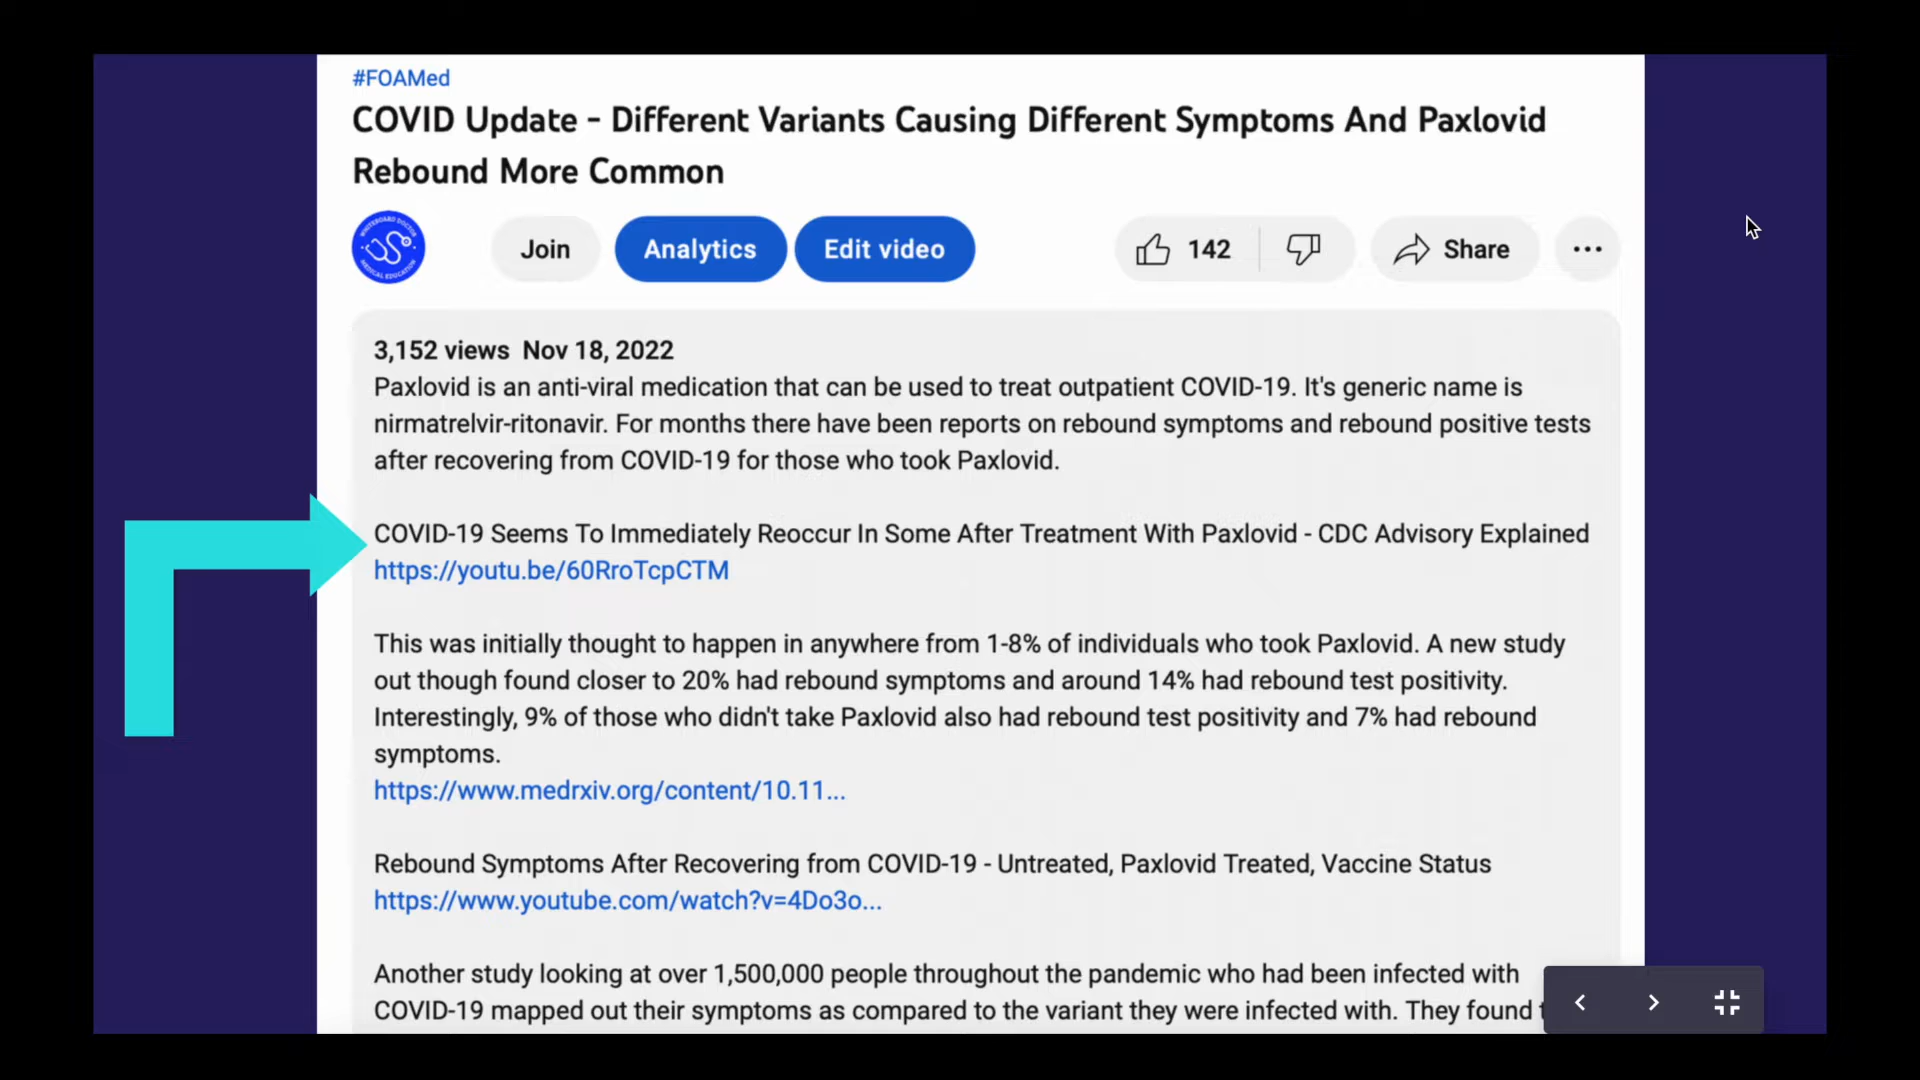 #FOAMed
COVID Update - Different Variants Causing Different Symptoms And Paxlovid
Rebound More Common
WHITEBOARD DOCTOR
MEDICAL EDUCATION
Join
Analytics
Edit video
142
Share
3,152 views Nov 18, 2022
Paxlovid is an anti-viral medication that can be used to treat outpatient COVID-19. It's generic name is
nirmatrelvir-ritonavir. For months there have been reports on rebound symptoms and rebound positive tests
after recovering from COVID-19 for those who took Paxlovid.
COVID-19 Seems To Immediately Reoccur In Some After Treatment With Paxlovid - CDC Advisory Explained
https://youtu.be/60RroTcpCTM
This was initially thought to happen in anywhere from 1-8% of individuals who took Paxlovid. A new study
out though found closer to 20% had rebound symptoms and around 14% had rebound test positivity.
Interestingly, 9% of those who didn't take Paxlovid also had rebound test positivity and 7% had rebound
symptoms.
https://www.medrxiv.org/content/10.11...
Rebound Symptoms After Recovering from COVID-19 - Untreated, Paxlovid Treated, Vaccine Status
https://www.youtube.com/watch?v=4Do3o...
Another study looking at over 1,500,000 people throughout the pandemic who had been infected with
COVID-19 mapped out their symptoms as compared to the variant they were infected with. They found